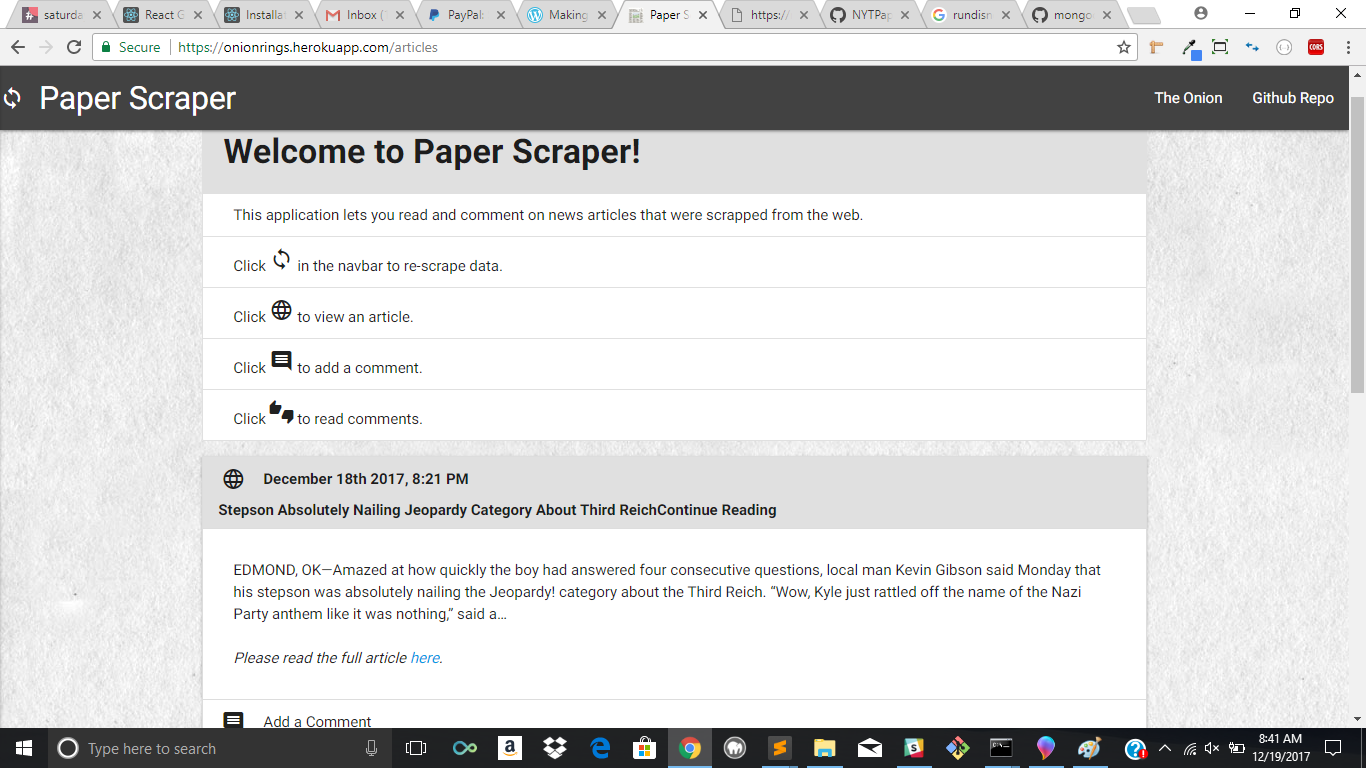 saturda
React G
Installa
Inbox (
PayPal
Making
Paper S
https://
NYTPap
rundisn
mongo
Secure
https://onionrings.herokuapp.com/articles
CORS
Paper Scraper
The Onion
Github Repo
Welcome to Paper Scraper!
This application lets you read and comment on news articles that were scrapped from the web.
Click in the navbar to re-scrape data.
Click to view an article.
Click to add a comment.
Click to read comments.
December 18th 2017, 8:21 PM
Stepson Absolutely Nailing Jeopardy Category About Third ReichContinue Reading
EDMOND, OK—Amazed at how quickly the boy had answered four consecutive questions, local man Kevin Gibson said Monday that
his stepson was absolutely nailing the Jeopardy! category about the Third Reich. “Wow, Kyle just rattled off the name of the Nazi
Party anthem like it was nothing,” said a…
Please read the full article here.
Add a Comment
Type here to search
8:41 AM
12/19/2017